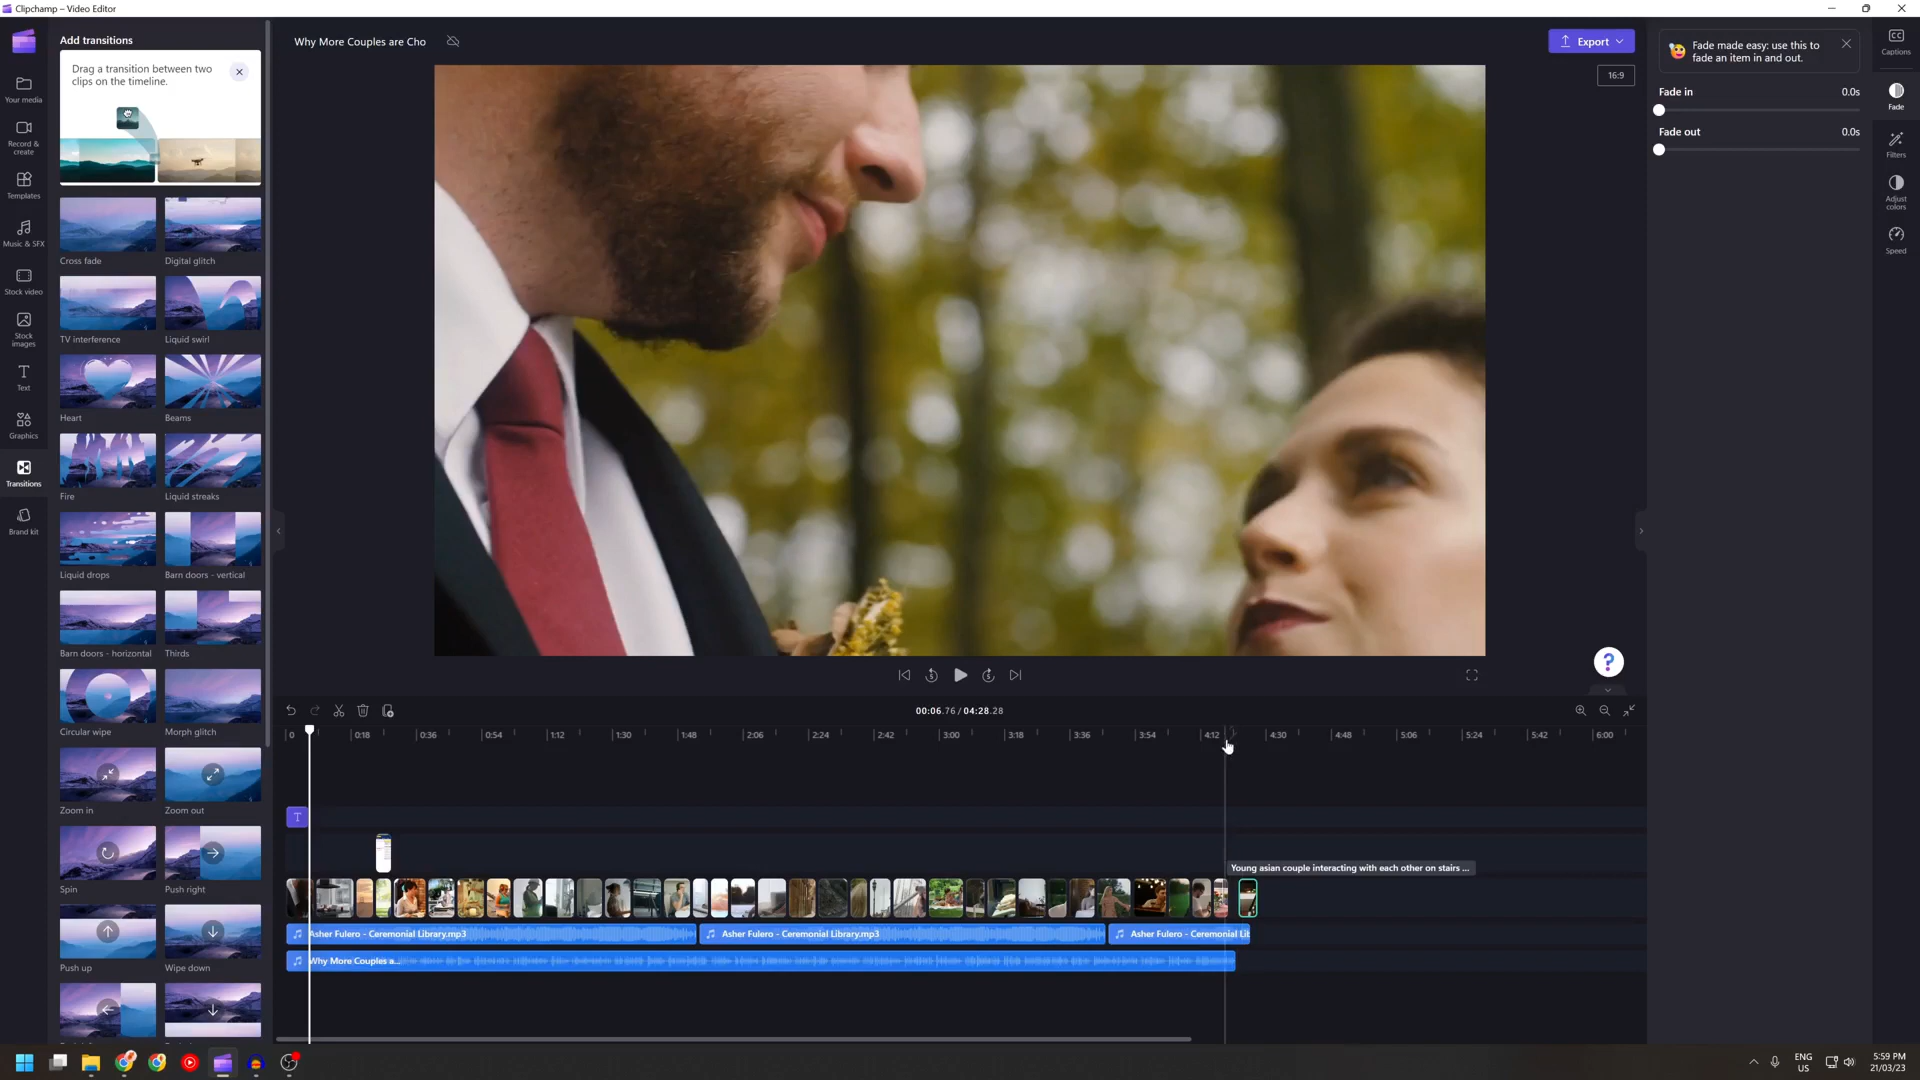 Clipchamp – Video Editor
Add transitions
Drag a transition between two
clips on the timeline.
Your media
Record &
create
Templates
Music & SFX
Stock video
Stock
images
Text
Graphics
Transitions
Brand kit
Cross fade
Digital glitch
TV interference
Liquid swirl
Heart
Beams
Fire
Liquid streaks
Liquid drops
Barn doors - vertical
Barn doors - horizontal
Thirds
Circular wipe
Morph glitch
Zoom in
Zoom out
Spin
Push right
Push up
Wipe down
Why More Couples are Cho
Export
16:9
Fade made easy: use this to
fade an item in and out.
Fade in 0.0s
Fade out 0.0s
Captions
Fade
Filters
Adjust
colors
Speed
?
00:06.76 / 04:28.28
0 0:18 0:36 0:54 1:12 1:30 1:48 2:06 2:24 2:42 3:00 3:18 3:36 3:54 4:12 4:30 4:48 5:06 5:24 5:42 6:00
T
Young asian couple interacting with each other on stairs ...
Asher Fulero - Ceremonial Library.mp3
Asher Fulero - Ceremonial Library.mp3
Asher Fulero - Ceremonial Lit
Why More Couples a...
ENG
US
5:59 PM
21/03/23